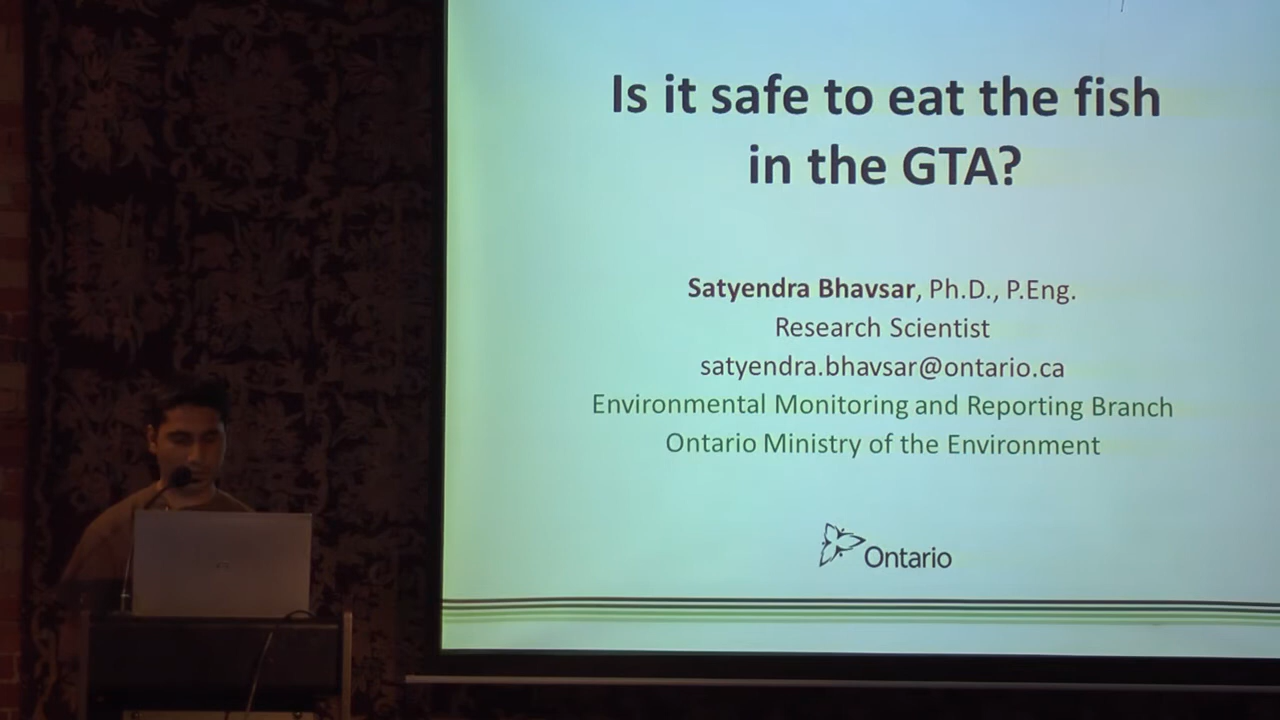 Is it safe to eat the fish
in the GTA?
Satyendra Bhavsar, Ph.D., P.Eng.
Research Scientist
satyendra.bhavsar@ontario.ca
Environmental Monitoring and Reporting Branch
Ontario Ministry of the Environment
Ontario